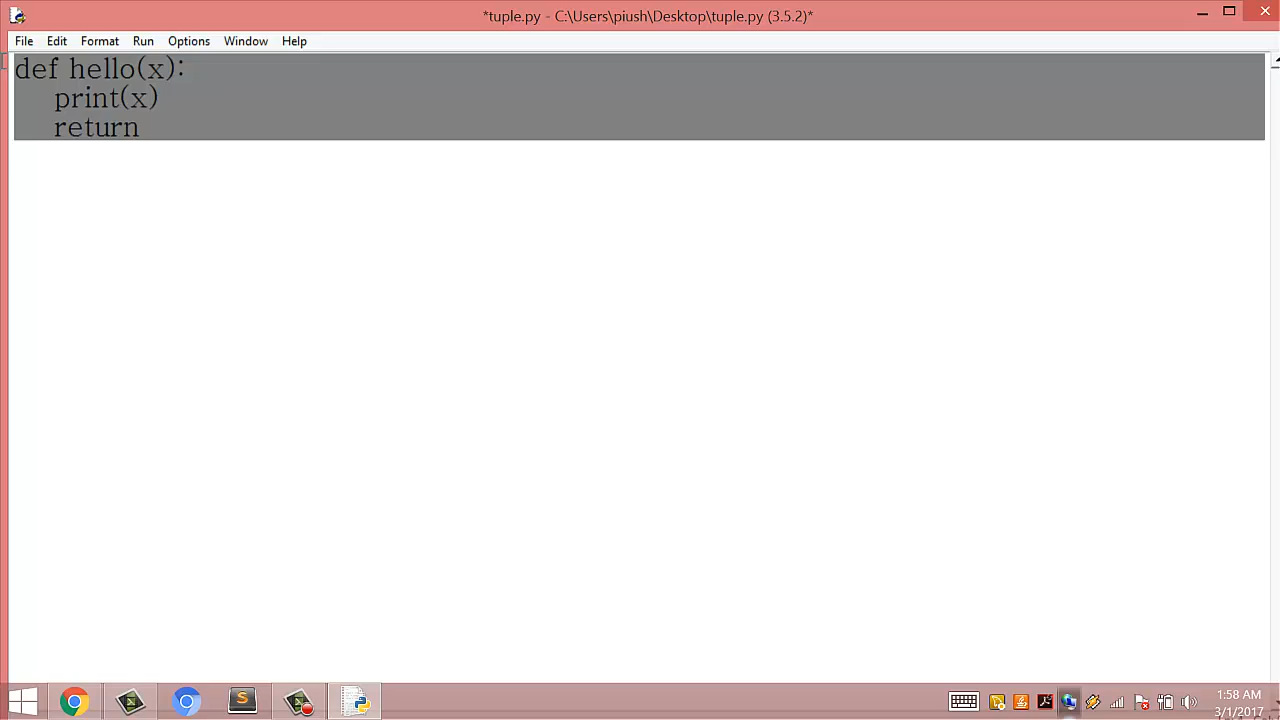 *tuple.py - C:\Users\piush\Desktop\tuple.py (3.5.2)*
File Edit Format Run Options Window Help
def hello(x):
    print(x)
    return
S
1:58 AM
3/1/2017